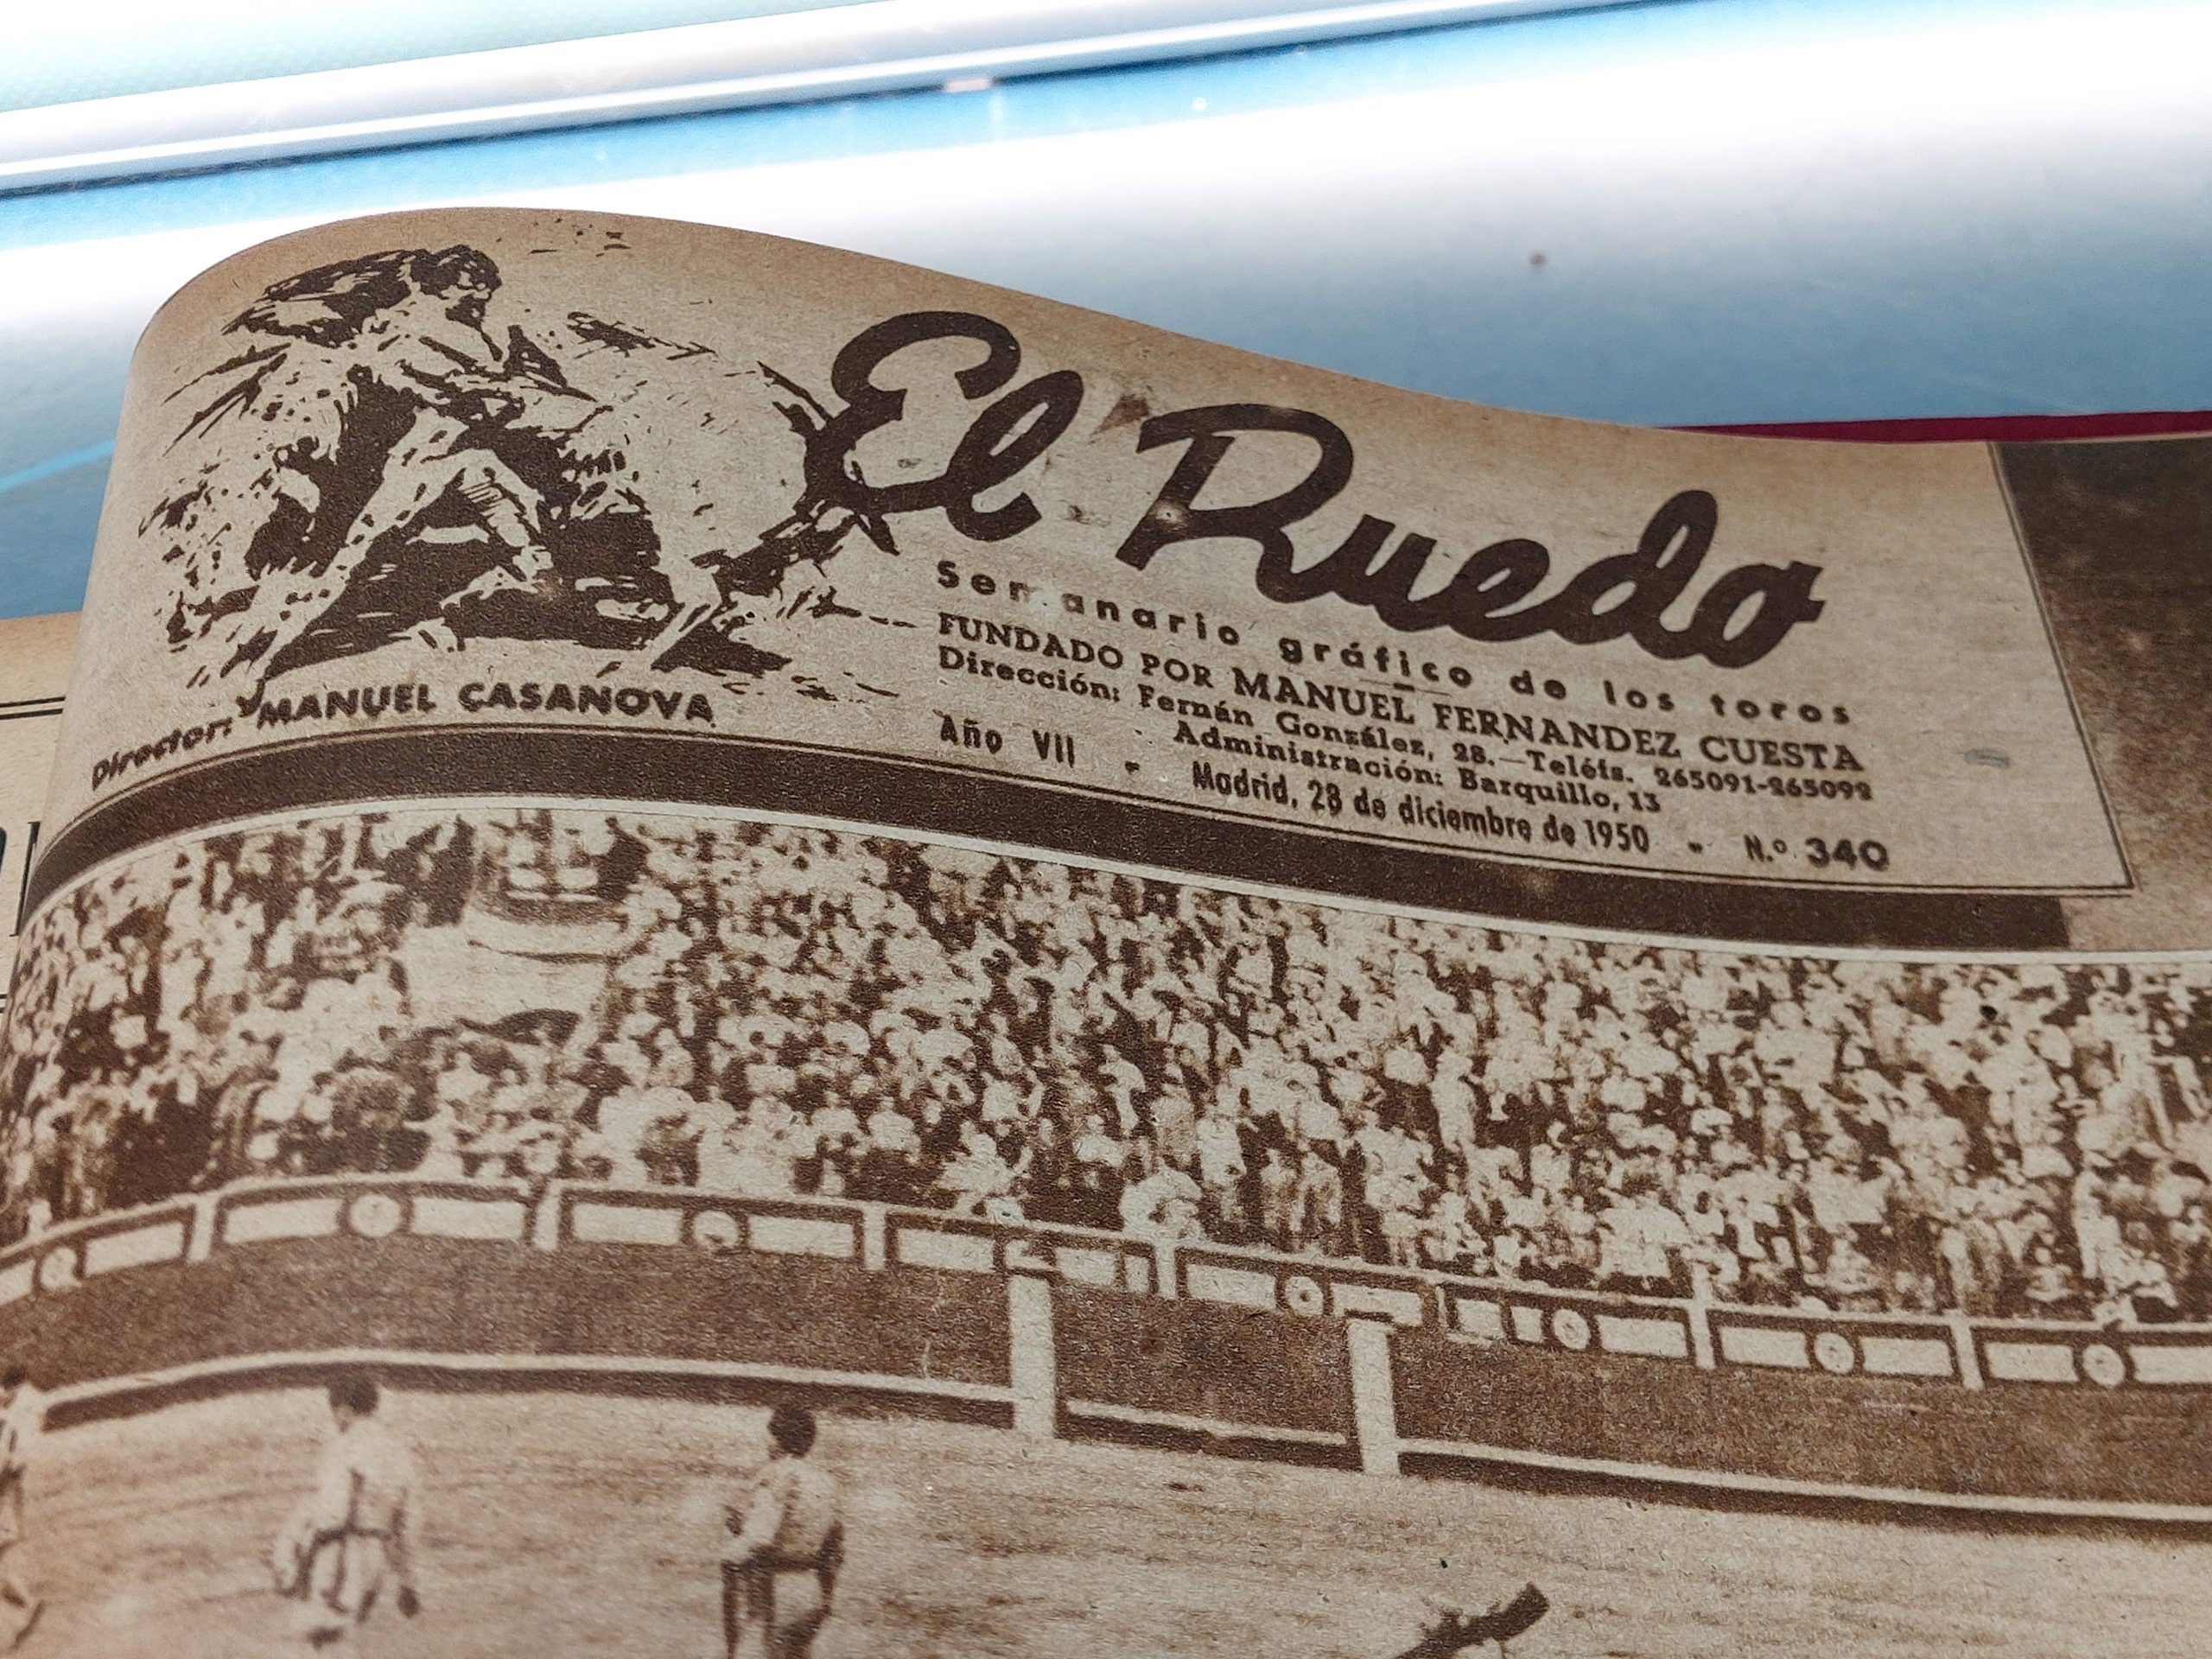 El Ruedo
Semanario gráfico de los toros
FUNDADO POR MANUEL FERNANDEZ CUESTA
Dirección: Fernán González, 28.—Teléfs. 265091-265092
Administración: Barquillo, 13
Director: MANUEL CASANOVA
Año VII - Madrid, 28 de diciembre de 1950 - N.º 340